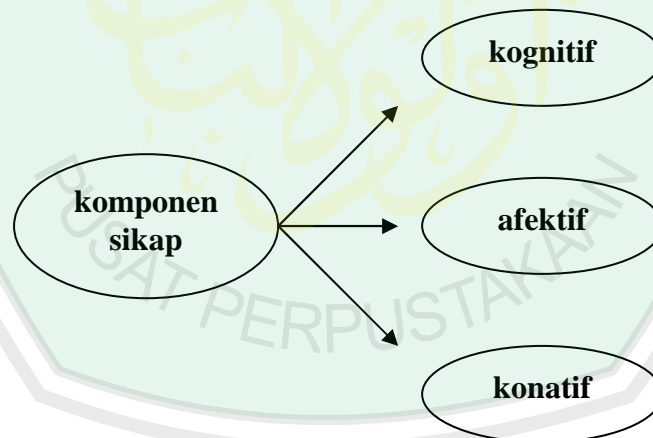 kognitif
komponen
sikap
afektif
konatif
PUSAT PERPUSTAKAAN